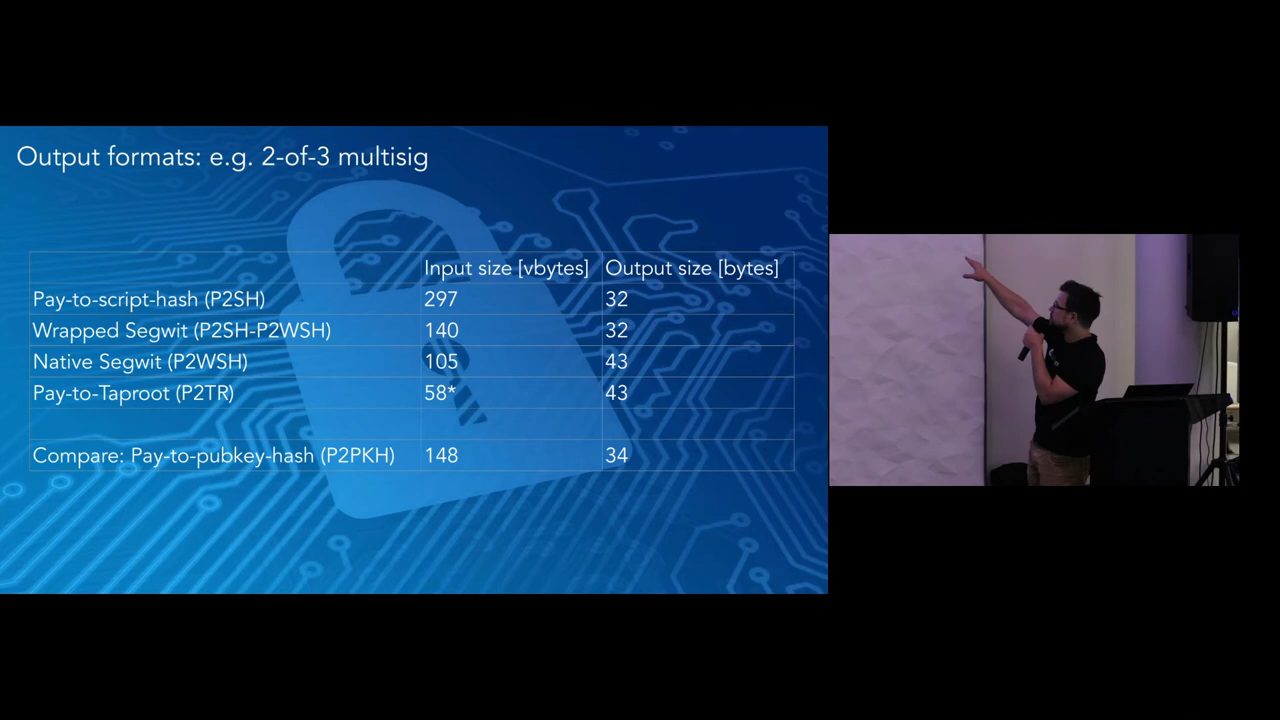 Output formats: e.g. 2-of-3 multisig
Input size [vbytes] Output size [bytes]
Pay-to-script-hash (P2SH) 297 32
Wrapped Segwit (P2SH-P2WSH) 140 32
Native Segwit (P2WSH) 105 43
Pay-to-Taproot (P2TR) 58* 43
Compare: Pay-to-pubkey-hash (P2PKH) 148 34